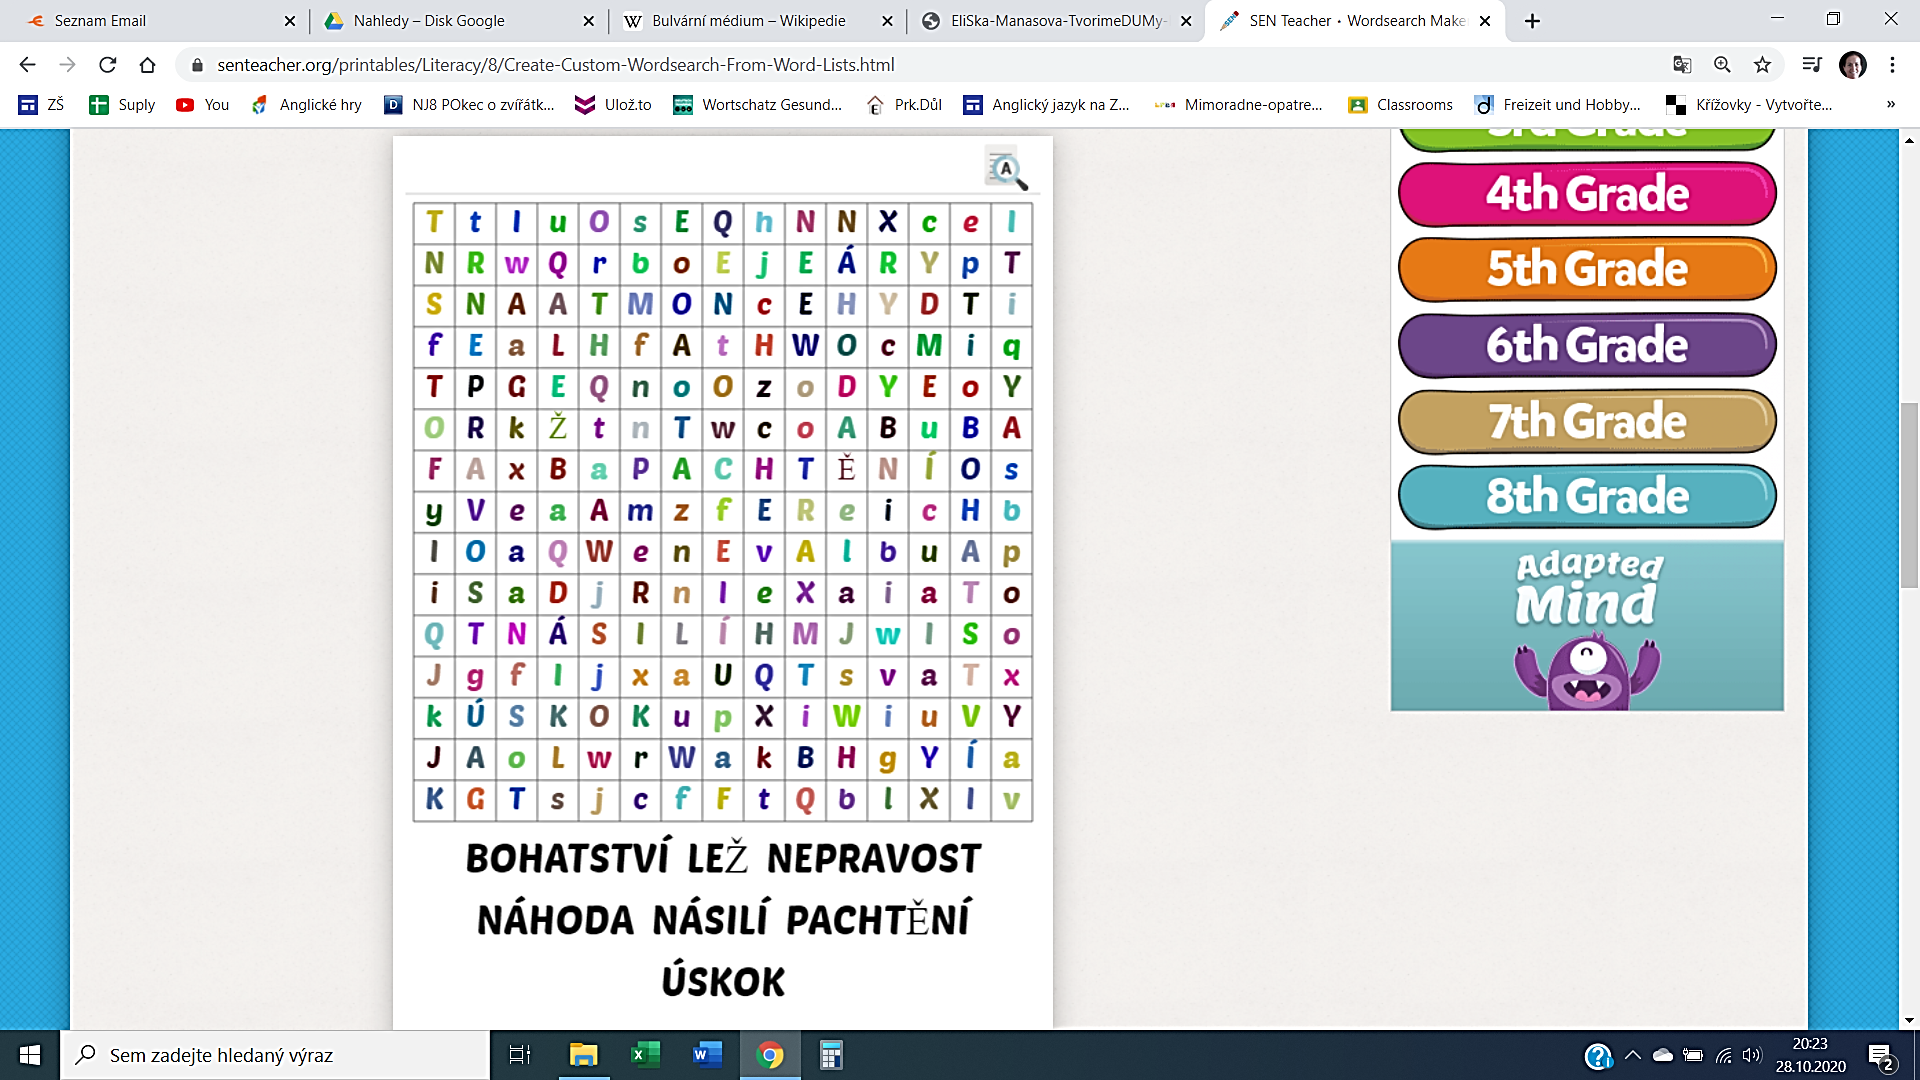 Seznam Email
Nahledy – Disk Google
Bulvární médium – Wikipedie
EliSka-Manasova-TvorimeDUMy-
SEN Teacher • Wordsearch Make
senteacher.org/printables/Literacy/8/Create-Custom-Wordsearch-From-Word-Lists.html
ZŠ Suply You Anglické hry NJ8 POkec o zvířátk... Ulož.to Wortschatz Gesund... Prk.Důl Anglický jazyk na Z... Mimoradne-opatre... Classrooms Freizeit und Hobby... Křížovky - Vytvořte... »
T t l u O s E Q h N N X c e l
N R w Q r b o E j E Á R Y p T
S N A A T M O N c E H Y D T i
f E a L H f A t H W O c M i q
T P G E Q n o O z o D Y E o Y
O R k Ž t n T w c o A B u B A
F A x B a P A C H T Ě N Í O s
y V e a A m z f E R e i c H b
I O a Q W e n E v A l b u A p
i S a D j R n I e X a i a T o
Q T N Á S I L Í H M J w I S o
J g f I j x a U Q T s v a T x
k Ú S K O K u p X i W i u V Y
J A o L w r W a k B H g Y Í a
K G T s j c f F t Q b l X I v
BOHATSTVÍ LEŽ NEPRAVOST
NÁHODA NÁSILÍ PACHTĚNÍ
ÚSKOK
3rd Grade
4th Grade
5th Grade
6th Grade
7th Grade
8th Grade
Adapted
Mind
Sem zadejte hledaný výraz
20:23
28.10.2020
2